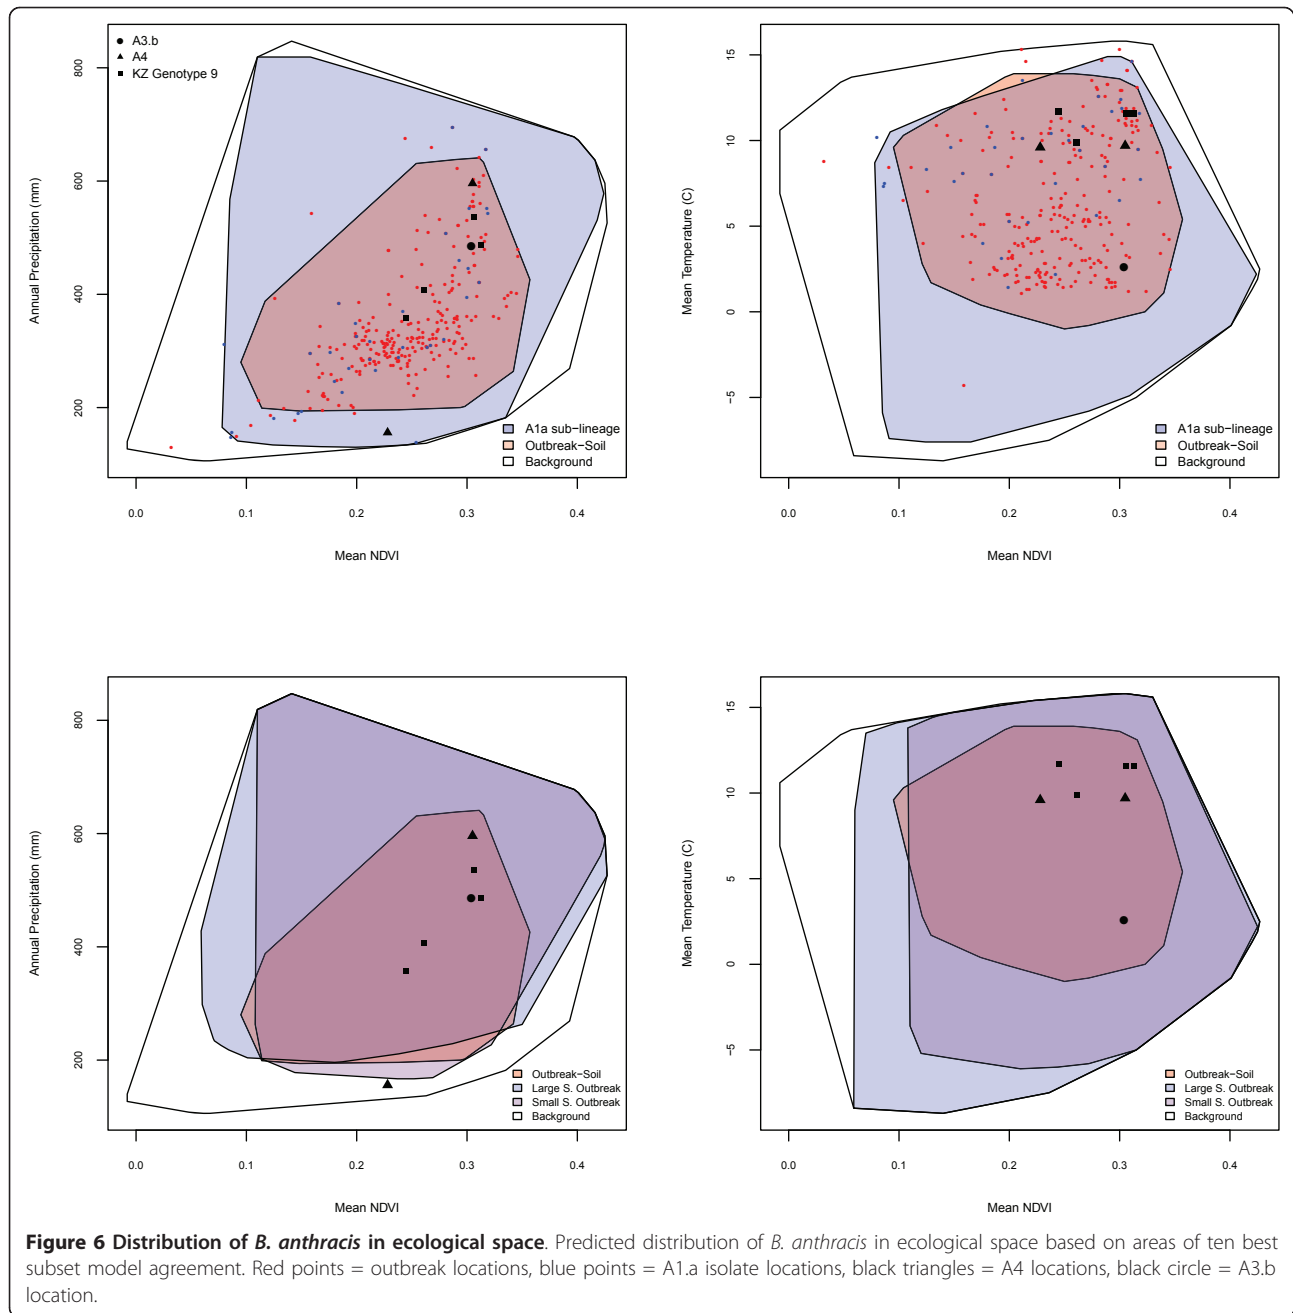 A3.b
A4
KZ Genotype 9
Annual Precipitation (mm)
800
600
400
200
A1a sub−lineage
Outbreak−Soil
Background
0.0 0.1 0.2 0.3 0.4
Mean NDVI
Mean Temperature (C)
15
10
5
0
−5
A1a sub−lineage
Outbreak−Soil
Background
0.0 0.1 0.2 0.3 0.4
Mean NDVI
Annual Precipitation (mm)
800
600
400
200
Outbreak−Soil
Large S. Outbreak
Small S. Outbreak
Background
0.0 0.1 0.2 0.3 0.4
Mean NDVI
Mean Temperature (C)
15
10
5
0
−5
Outbreak−Soil
Large S. Outbreak
Small S. Outbreak
Background
0.0 0.1 0.2 0.3 0.4
Mean NDVI
Figure 6 Distribution of B. anthracis in ecological space. Predicted distribution of B. anthracis in ecological space based on areas of ten best
subset model agreement. Red points = outbreak locations, blue points = A1.a isolate locations, black triangles = A4 locations, black circle = A3.b
location.